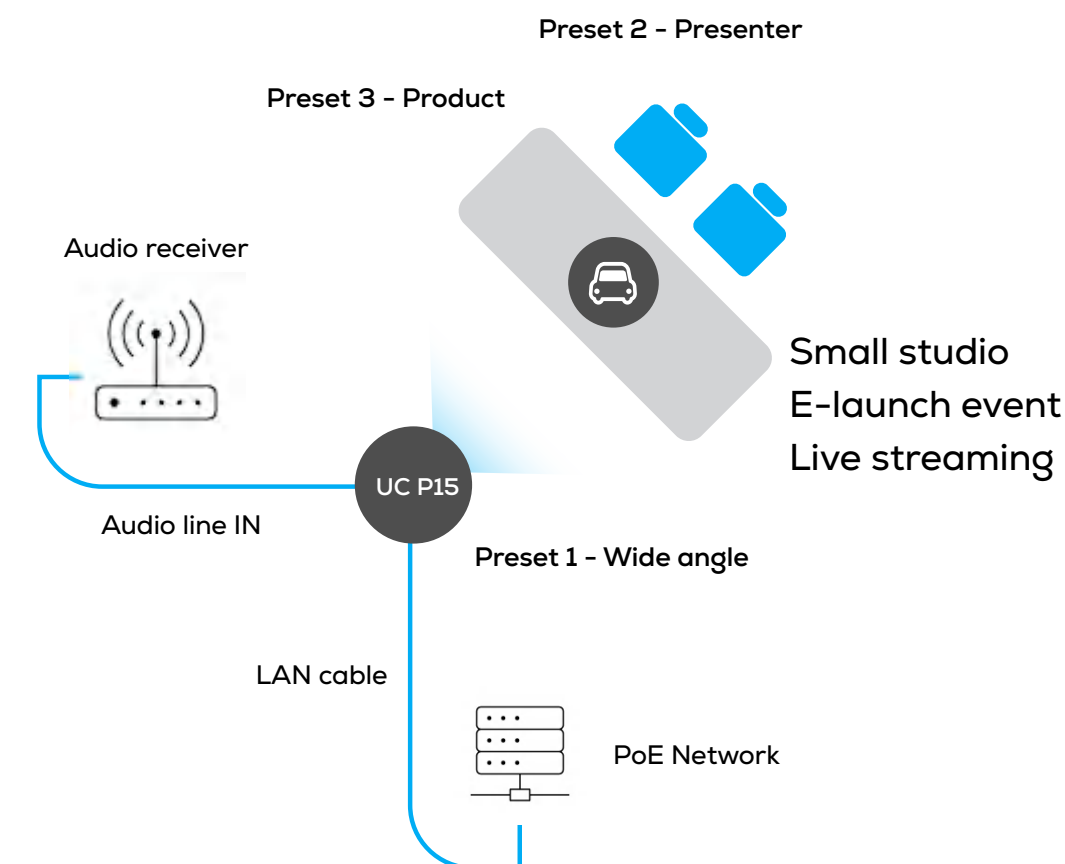 Preset 2 - Presenter
Preset 3 - Product
Audio receiver
Small studio
E-launch event
Live streaming
UC P15
Audio line IN
Preset 1 - Wide angle
LAN cable
PoE Network